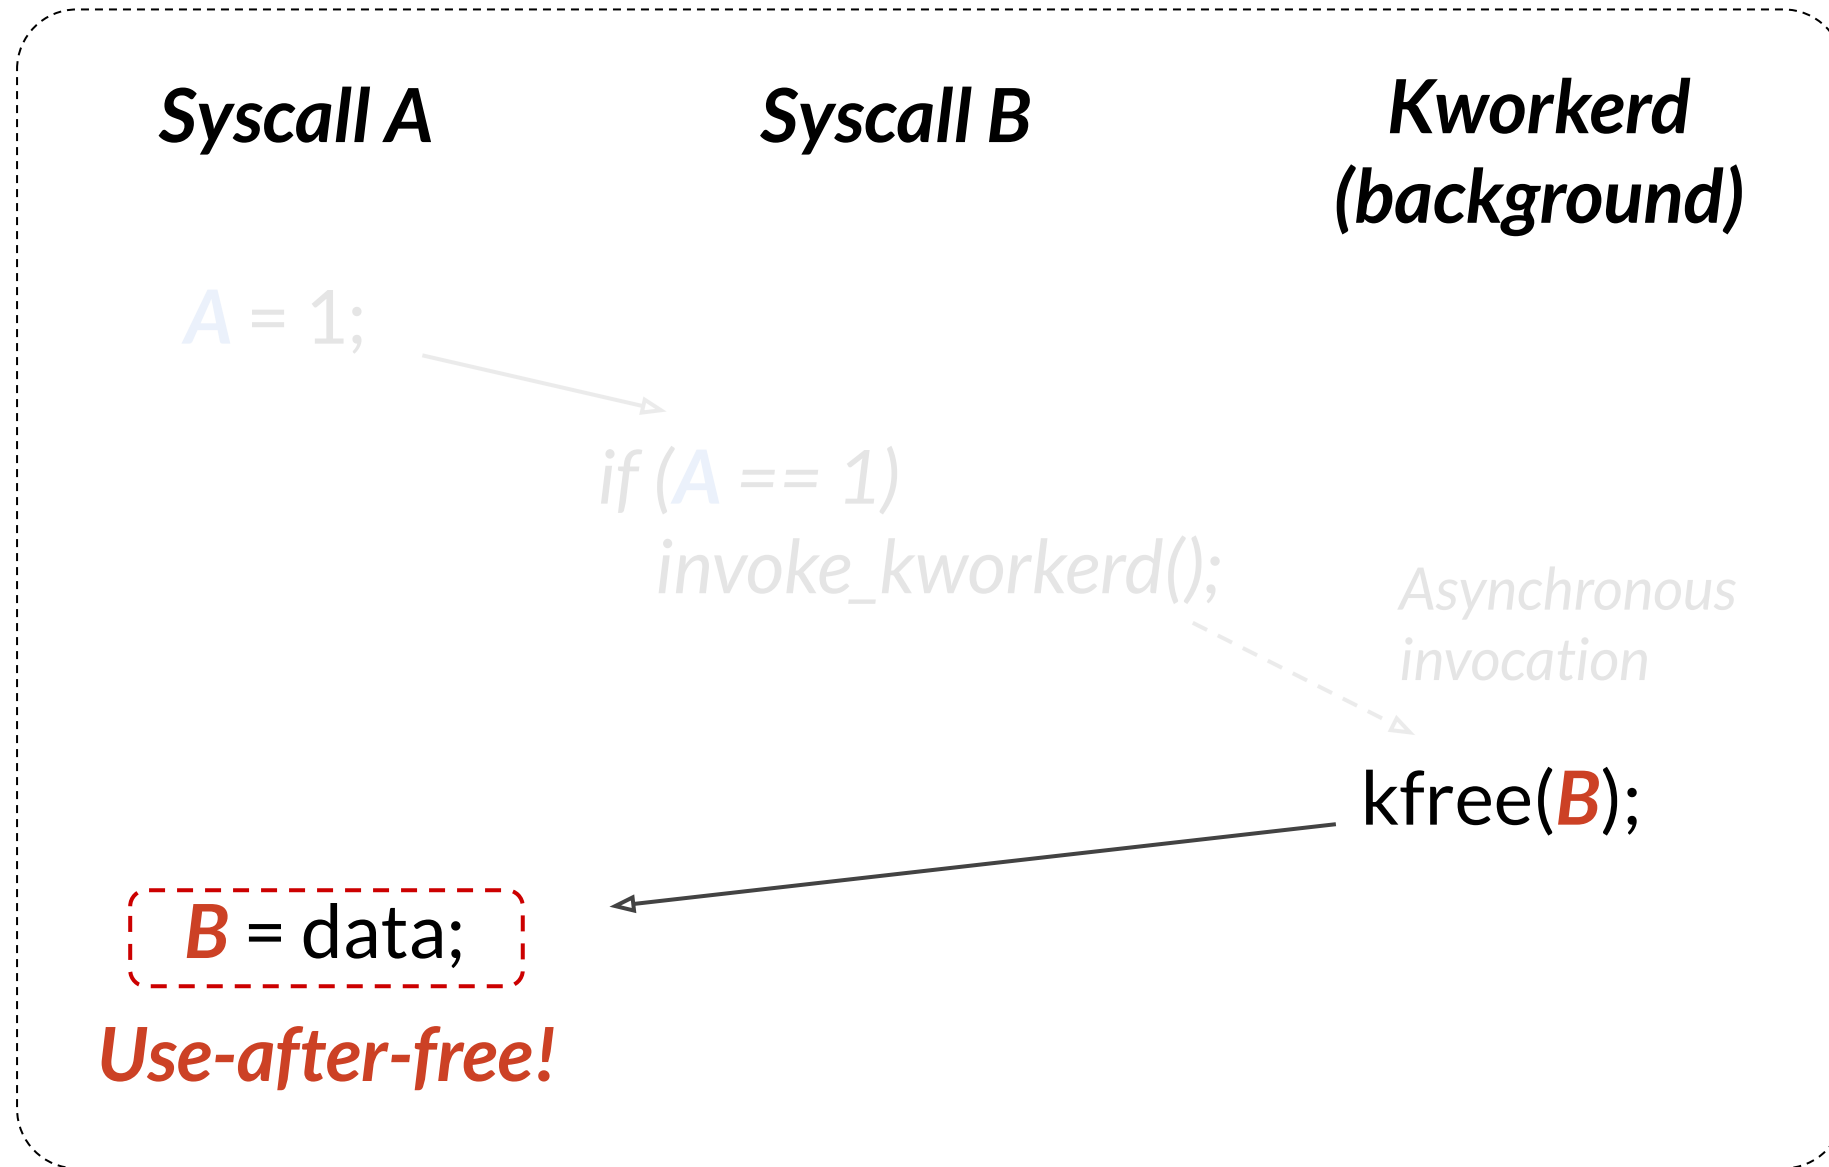 Syscall A
Syscall B
Kworkerd
(background)
A = 1;
if (A == 1)
invoke_kworkerd();
Asynchronous
invocation
kfree(B);
B = data;
Use-after-free!